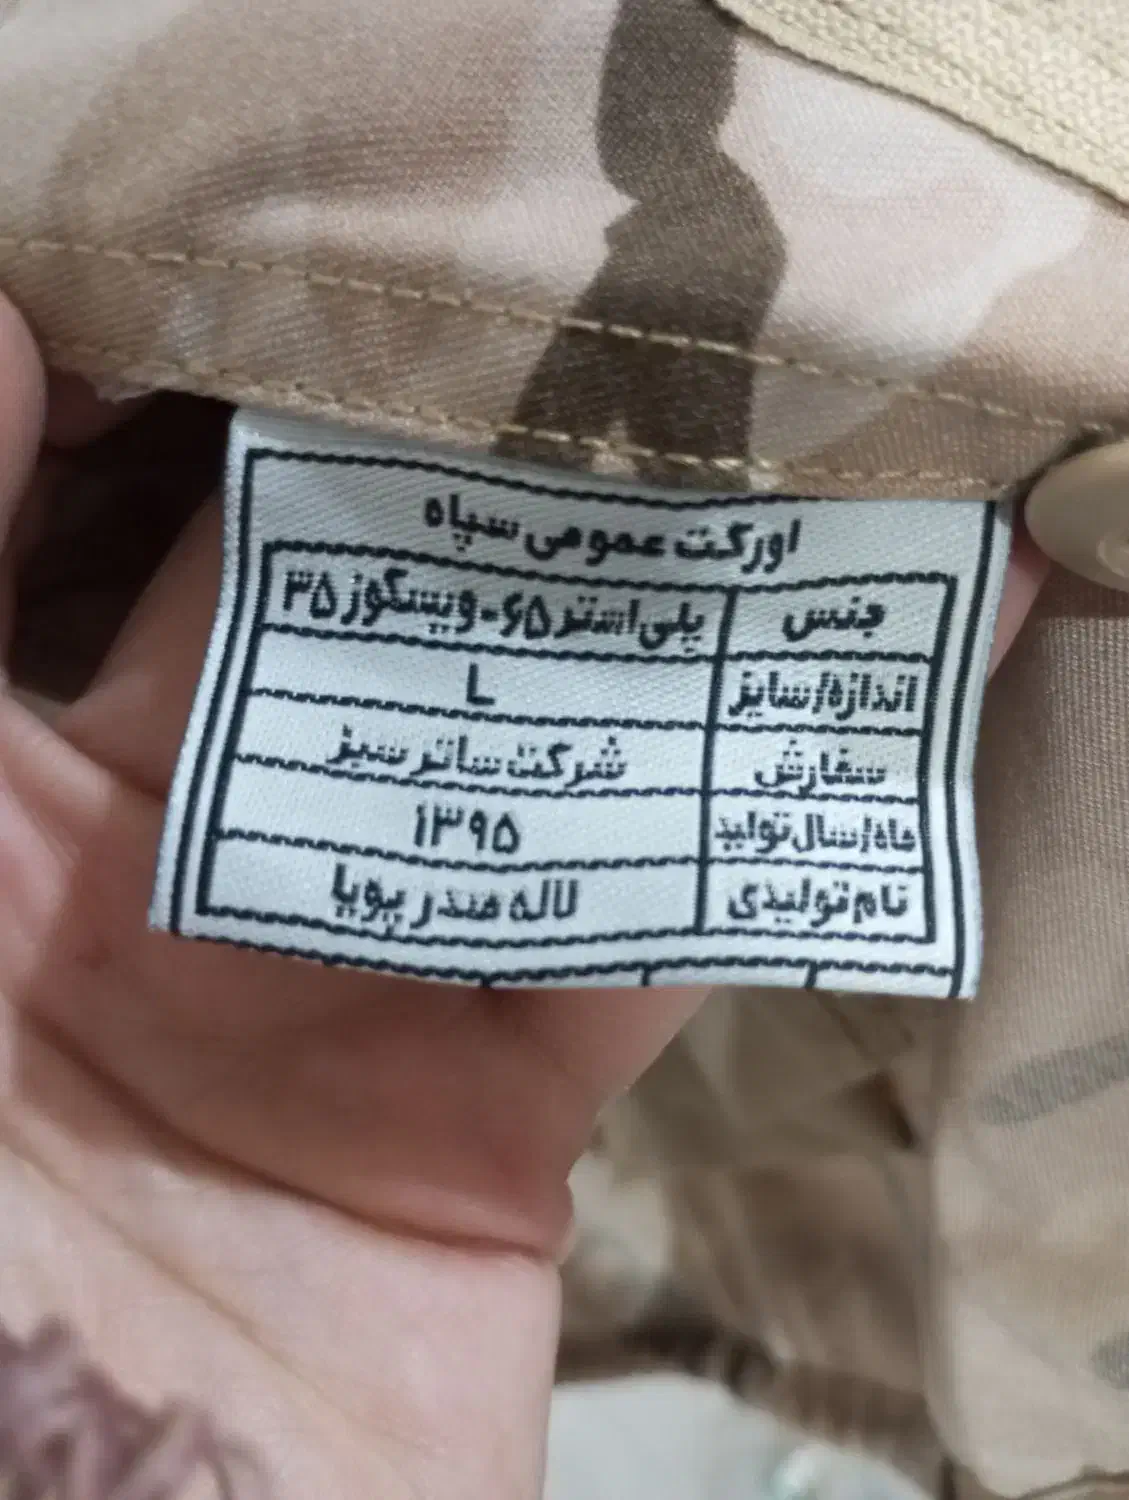 اورکت عمومی سپاه
جنس پلی استر ۶۵-ویسکوز ۳۵
اندازه/سایز L
سفارش شرکت ساتر سبز
ماه/سال تولید ۱۳۹۵
نام تولیدی لاله مندر پویا